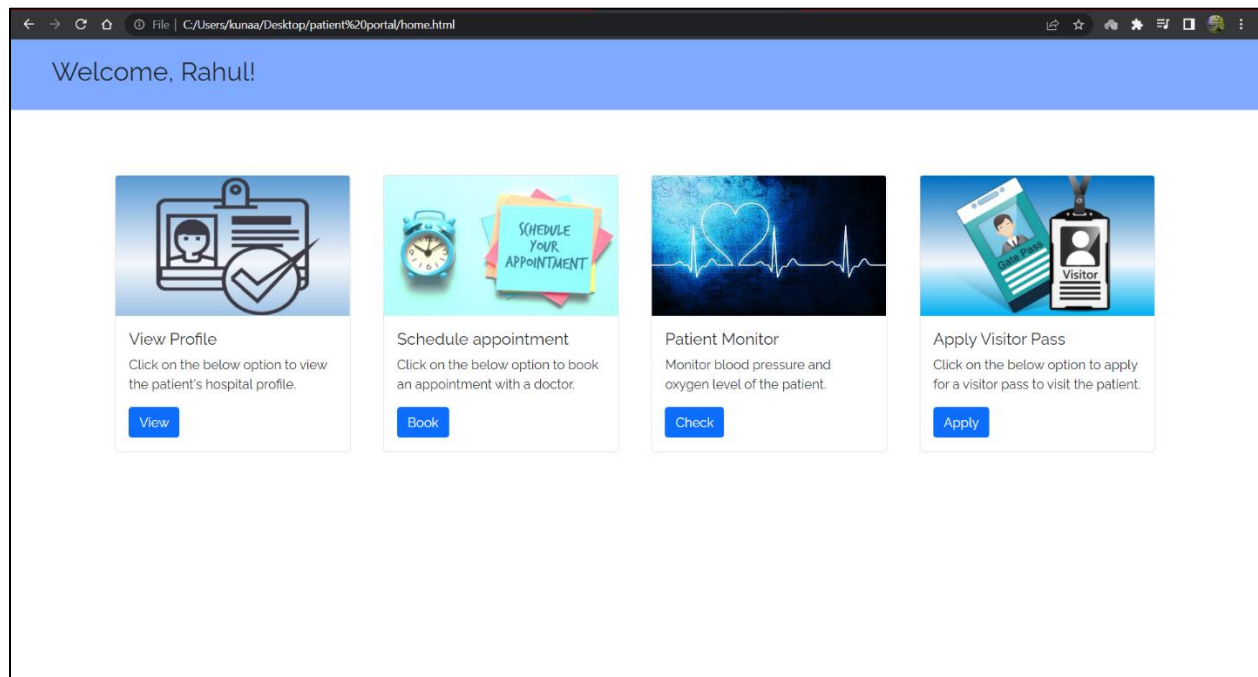 File | C:/Users/kunaa/Desktop/patient%20portal/home.html
Welcome, Rahul!
SCHEDULE
YOUR
APPOINTMENT
Gate Pass
Visitor
View Profile
Click on the below option to view
the patient's hospital profile.
View
Schedule appointment
Click on the below option to book
an appointment with a doctor.
Book
Patient Monitor
Monitor blood pressure and
oxygen level of the patient.
Check
Apply Visitor Pass
Click on the below option to apply
for a visitor pass to visit the patient.
Apply